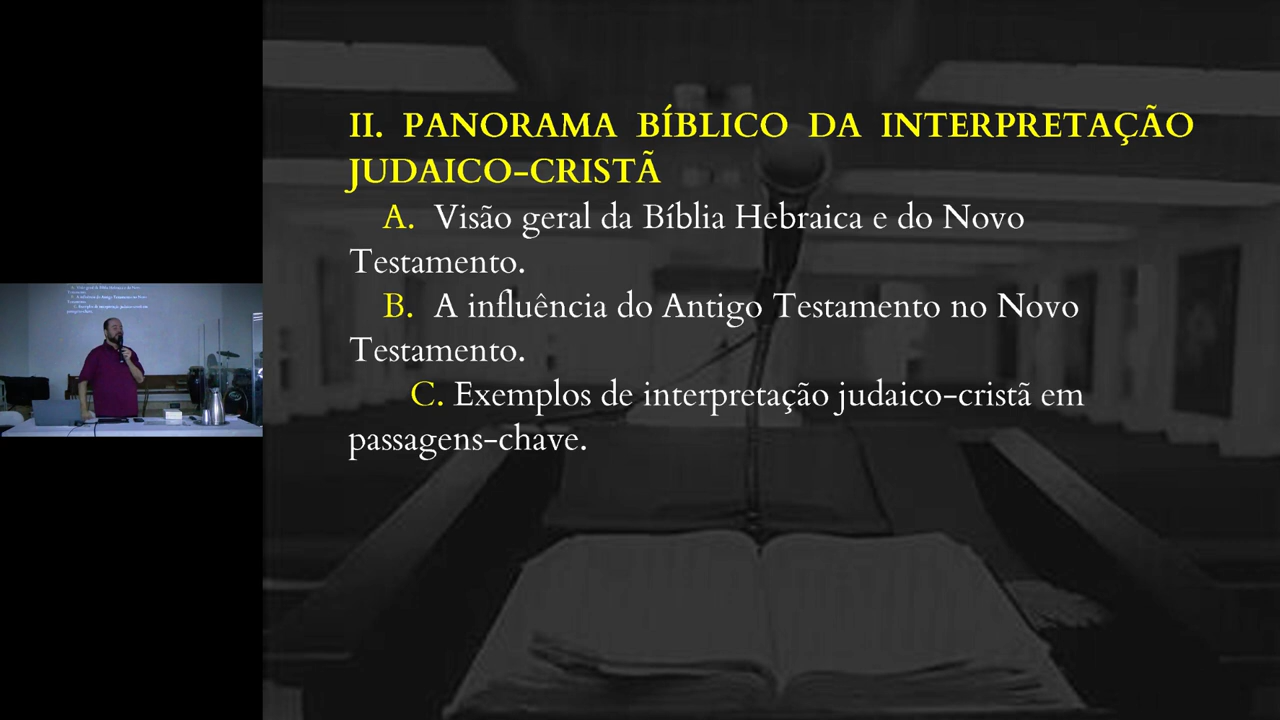 II. PANORAMA BÍBLICO DA INTERPRETAÇÃO
JUDAICO-CRISTÃ
A. Visão geral da Bíblia Hebraica e do Novo
Testamento.
B. A influência do Antigo Testamento no Novo
Testamento.
C. Exemplos de interpretação judaico-cristã em
passagens-chave.